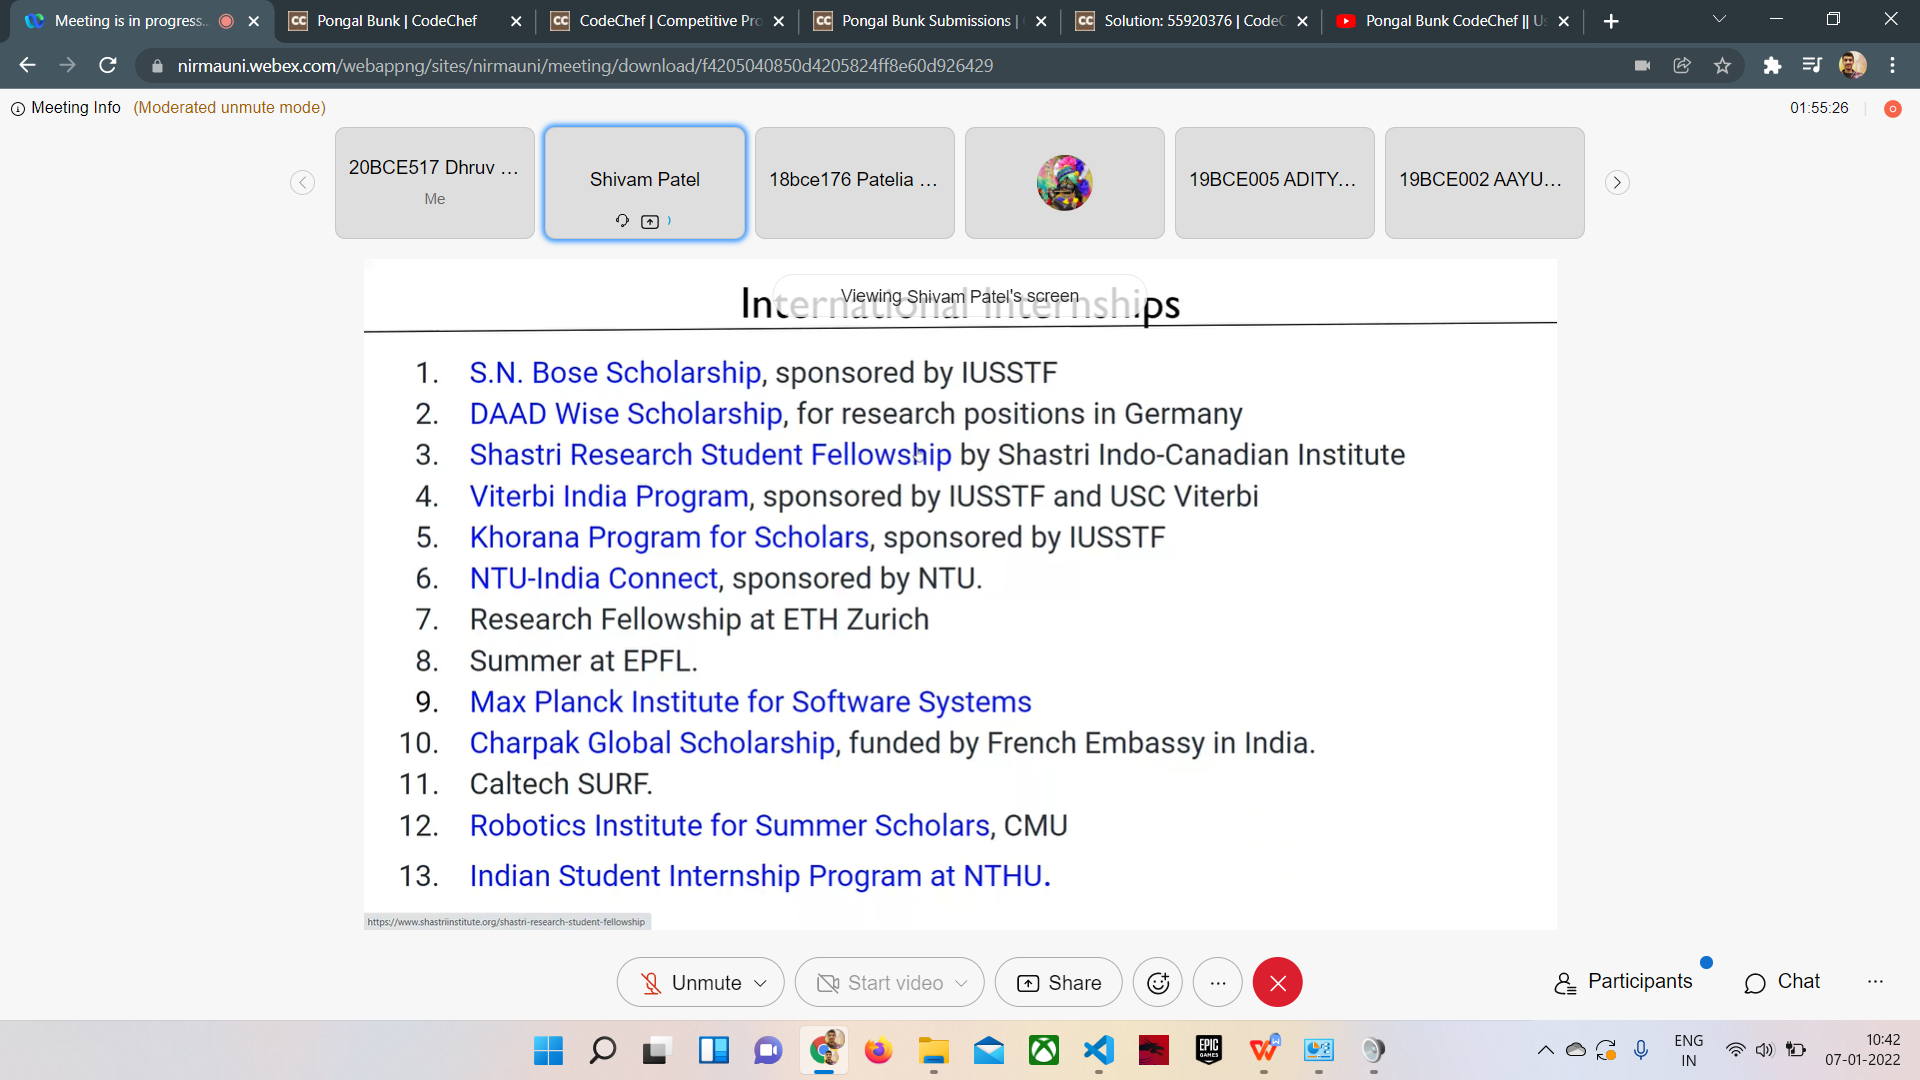 Meeting is in progress..
Pongal Bunk | CodeChef
CodeChef | Competitive Pro
Pongal Bunk Submissions |
Solution: 55920376 | CodeC
Pongal Bunk CodeChef || Us
nirmauni.webex.com/webappng/sites/nirmauni/meeting/download/f4205040850d4205824ff8e60d926429
Meeting Info (Moderated unmute mode)
01:55:26
20BCE517 Dhruv ...
Me
Shivam Patel
18bce176 Patelia ...
19BCE005 ADITY...
19BCE002 AAYU...
International Internships
Viewing Shivam Patel's screen
1. S.N. Bose Scholarship, sponsored by IUSSTF
2. DAAD Wise Scholarship, for research positions in Germany
3. Shastri Research Student Fellowship by Shastri Indo-Canadian Institute
4. Viterbi India Program, sponsored by IUSSTF and USC Viterbi
5. Khorana Program for Scholars, sponsored by IUSSTF
6. NTU-India Connect, sponsored by NTU.
7. Research Fellowship at ETH Zurich
8. Summer at EPFL.
9. Max Planck Institute for Software Systems
10. Charpak Global Scholarship, funded by French Embassy in India.
11. Caltech SURF.
12. Robotics Institute for Summer Scholars, CMU
13. Indian Student Internship Program at NTHU.
https://www.shastriinstitute.org/shastri-research-student-fellowship
Unmute
Start video
Share
Participants
Chat
EPIC GAMES
ENG
IN
10:42
07-01-2022